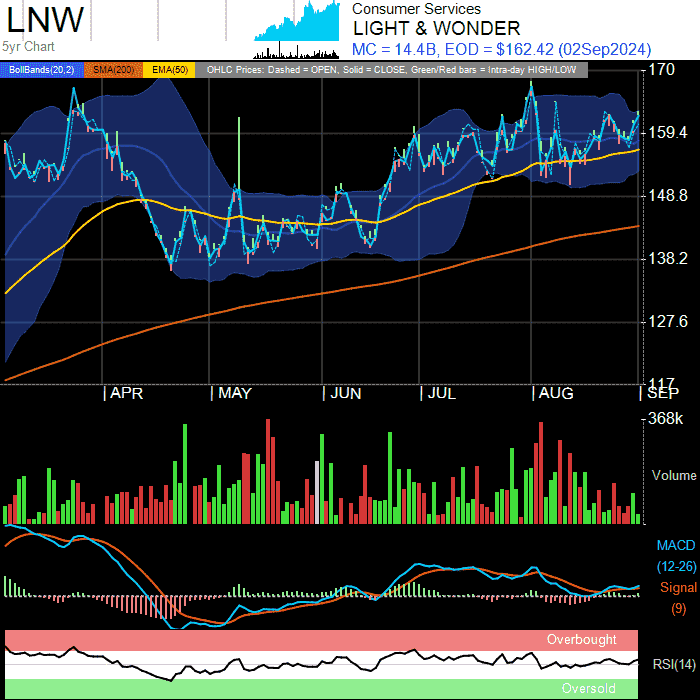 LNW
5yr Chart
Consumer Services
LIGHT & WONDER
MC = 14.4B, EOD = $162.42 (02Sep2024)
BollBands(20,2) SMA(200) EMA(50) OHLC Prices: Dashed = OPEN, Solid = CLOSE, Green/Red bars = Intra-day HIGH/LOW
170
159.4
148.8
138.2
127.6
117
APR MAY JUN JUL AUG SEP
368k
Volume
MACD
(12-26)
Signal
(9)
Overbought
RSI(14)
Oversold